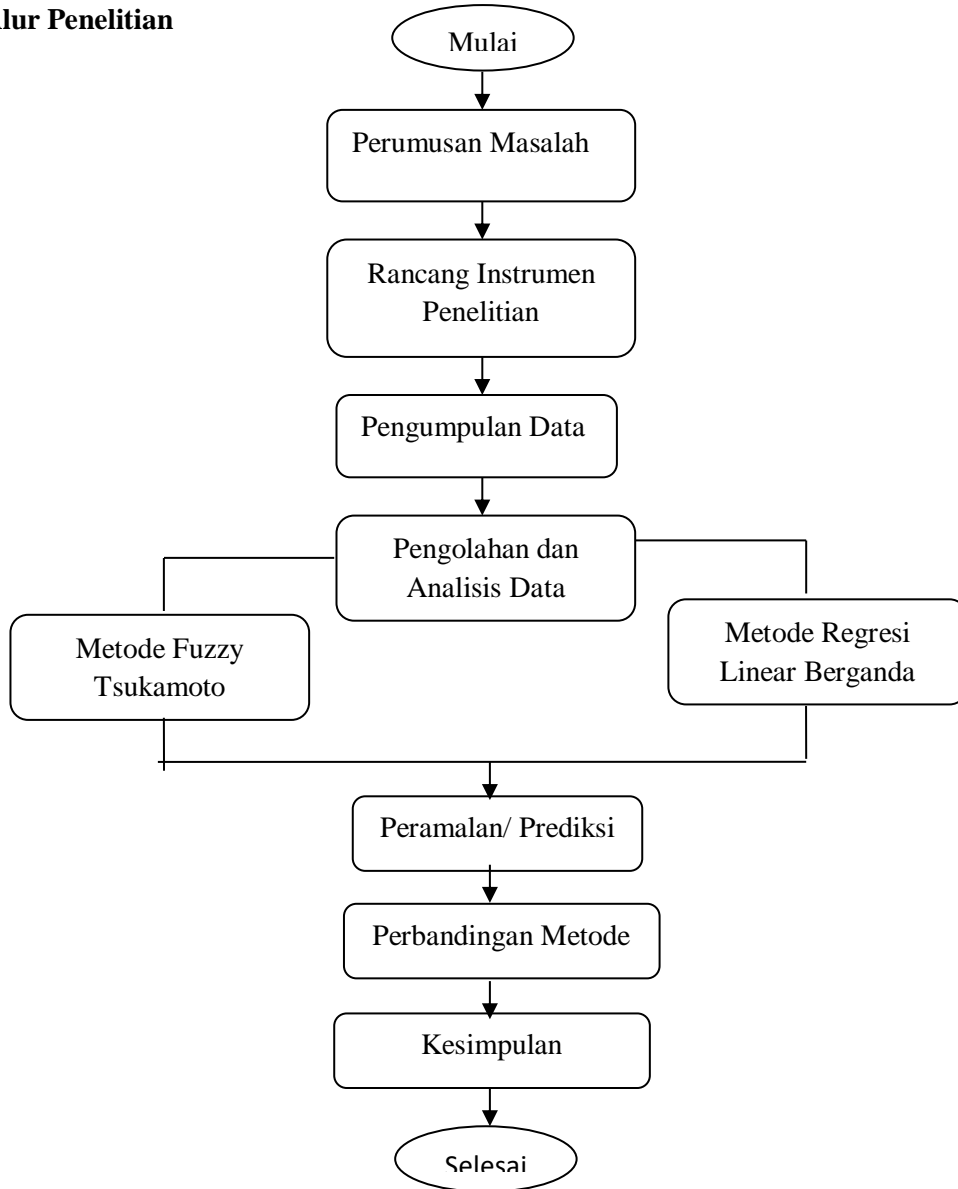 lur Penelitian
Mulai
Perumusan Masalah
Rancang Instrumen
Penelitian
Pengumpulan Data
Pengolahan dan
Analisis Data
Metode Fuzzy
Tsukamoto
Metode Regresi
Linear Berganda
Peramalan/ Prediksi
Perbandingan Metode
Kesimpulan
Selesai